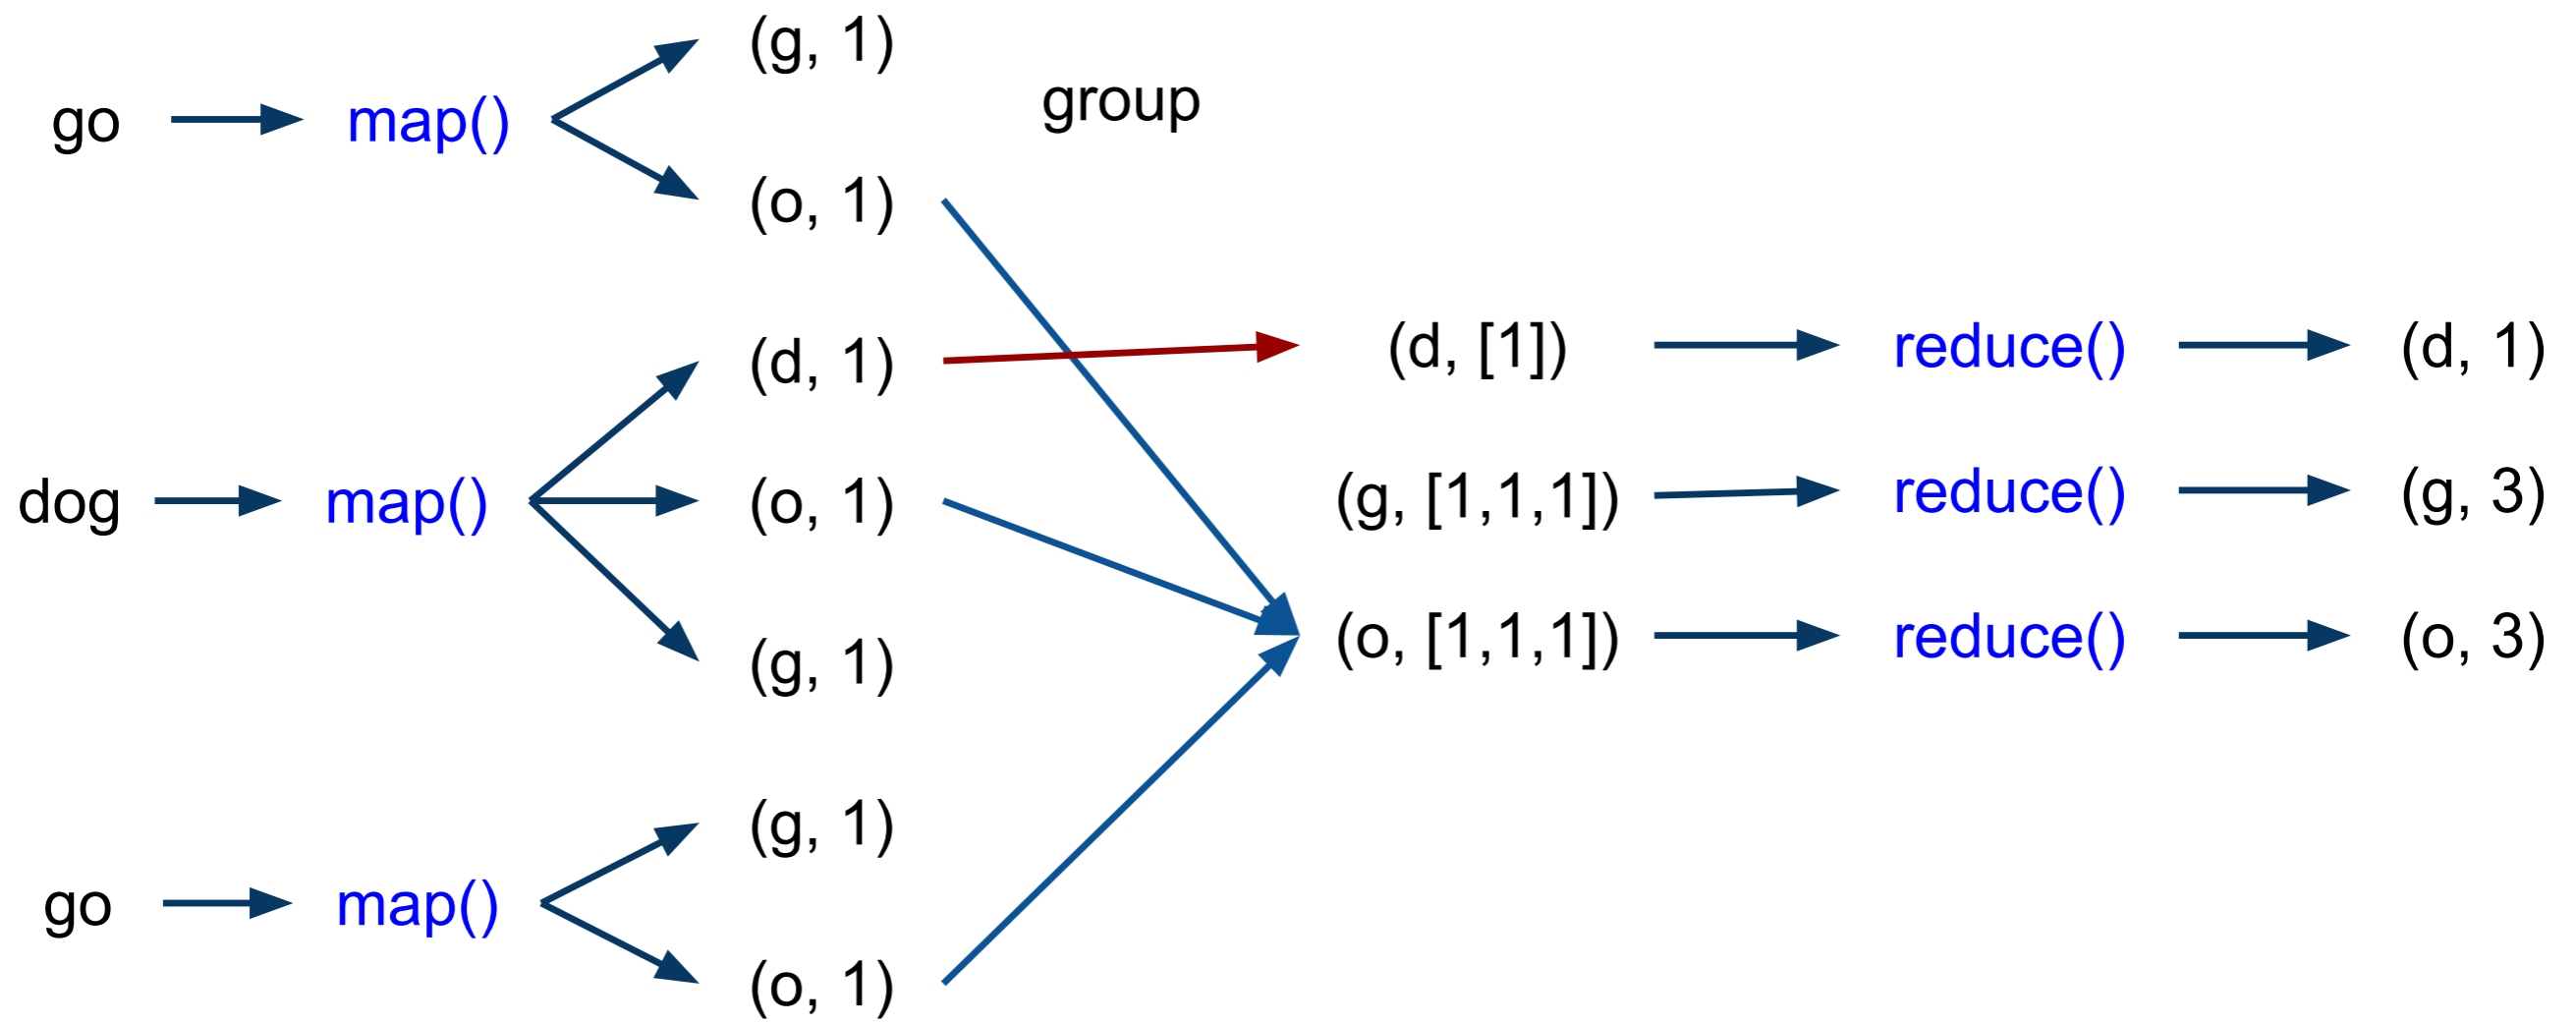 (g, 1)
group
go map()
(o, 1)
(d, 1) (d, [1]) reduce() (d, 1)
dog map() (o, 1) (g, [1,1,1]) reduce() (g, 3)
(g, 1) (o, [1,1,1]) reduce() (o, 3)
(g, 1)
go map()
(o, 1)